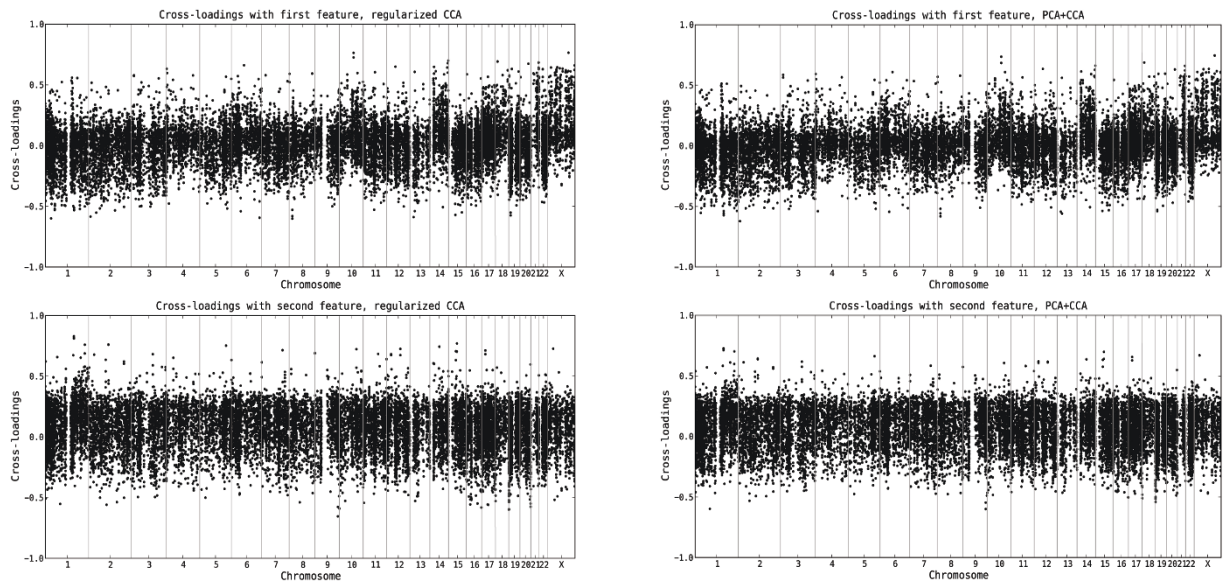 Cross-loadings with first feature, regularized CCA
1.0
0.5
0.0
−0.5
−1.0
Cross-loadings
1 2 3 4 5 6 7 8 9 10 11 12 13 14 15 16 17 18 19 20 21 22 X
Chromosome
Cross-loadings with first feature, PCA+CCA
1.0
0.5
0.0
−0.5
−1.0
Cross-loadings
1 2 3 4 5 6 7 8 9 10 11 12 13 14 15 16 17 18 19 20 21 22 X
Chromosome
Cross-loadings with second feature, regularized CCA
1.0
0.5
0.0
−0.5
−1.0
Cross-loadings
1 2 3 4 5 6 7 8 9 10 11 12 13 14 15 16 17 18 19 20 21 22 X
Chromosome
Cross-loadings with second feature, PCA+CCA
1.0
0.5
0.0
−0.5
−1.0
Cross-loadings
1 2 3 4 5 6 7 8 9 10 11 12 13 14 15 16 17 18 19 20 21 22 X
Chromosome